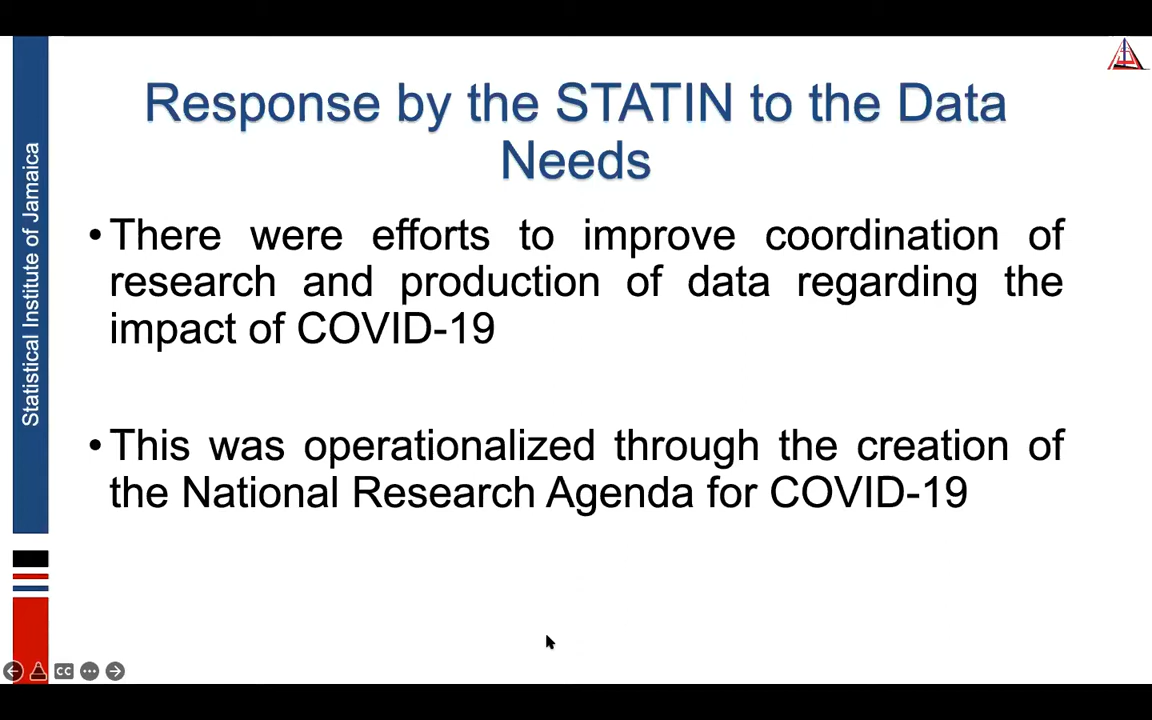 Response by the STATIN to the Data
Needs
• There were efforts to improve coordination of
research and production of data regarding the
impact of COVID-19
• This was operationalized through the creation of
the National Research Agenda for COVID-19
Statistical Institute of Jamaica
CC